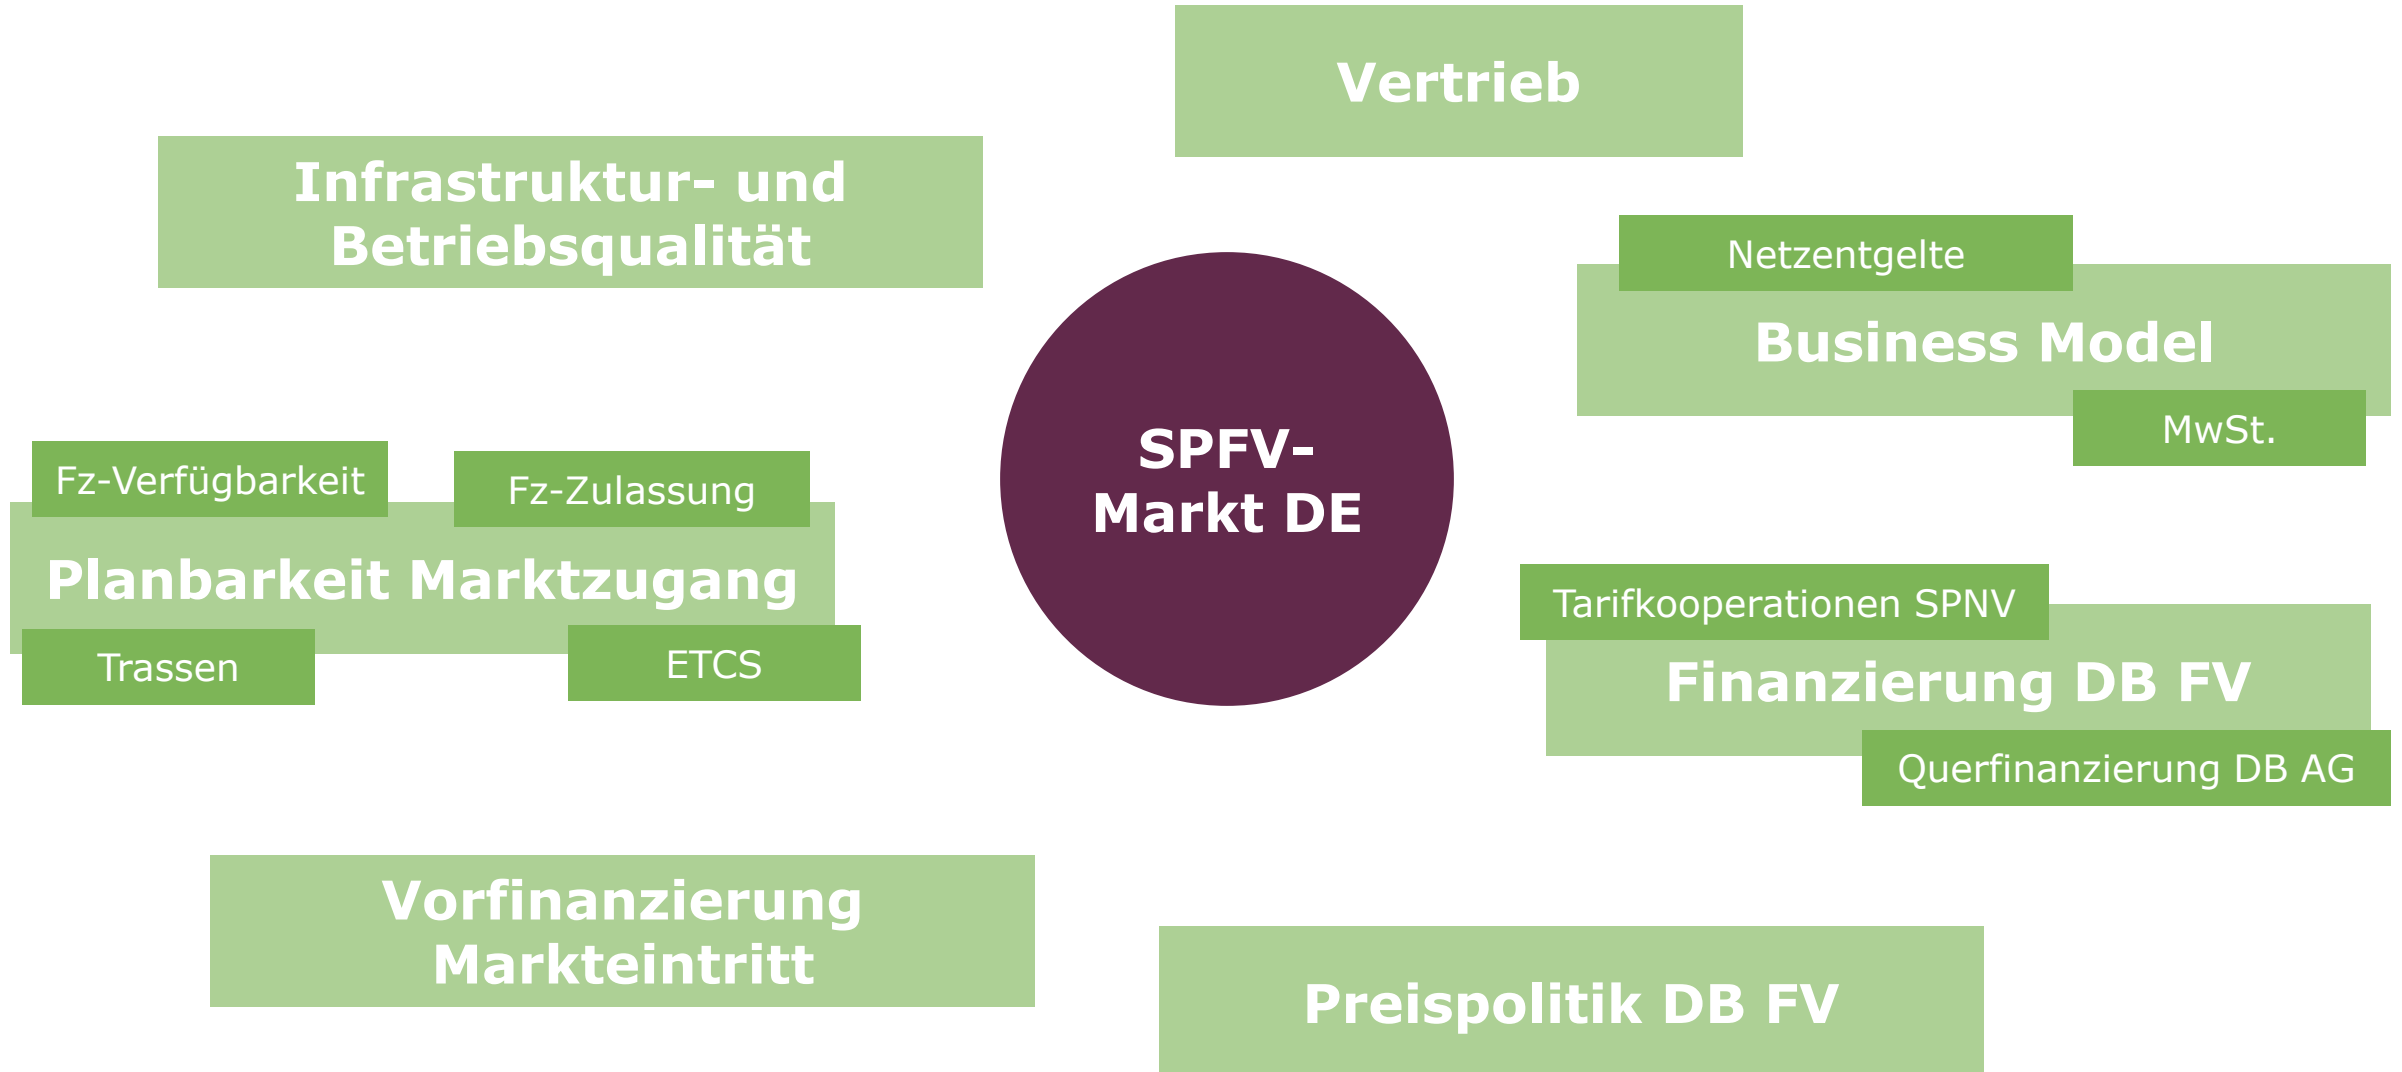 Vertrieb
Infrastruktur- und
Betriebsqualität
Netzentgelte
Business Model
MwSt.
SPFV-
Markt DE
Fz-Verfügbarkeit
Fz-Zulassung
Planbarkeit Marktzugang
Trassen
ETCS
Tarifkooperationen SPNV
Finanzierung DB FV
Querfinanzierung DB AG
Vorfinanzierung
Markteintritt
Preispolitik DB FV